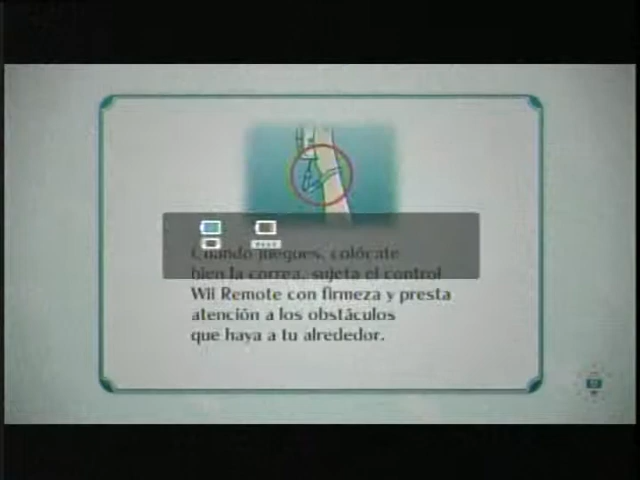 Cuando juegues, colócate
bien la correa, sujeta el control
Wii Remote con firmeza y presta
atención a los obstáculos
que haya a tu alrededor.